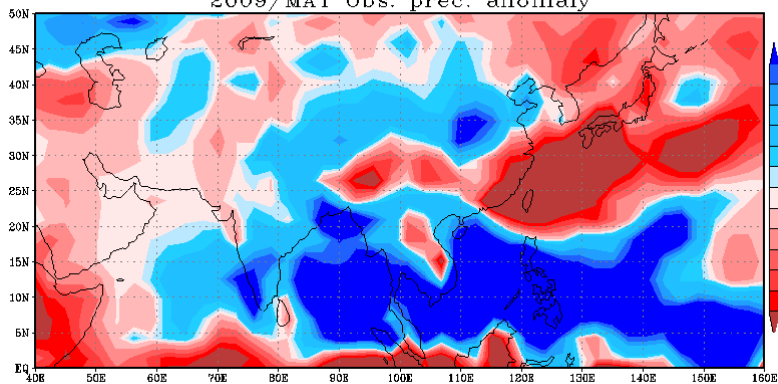 2009/MAY obs. prec. anomaly
50N
45N
40N
35N
30N
25N
20N
15N
10N
5N
EQ
40E 50E 60E 70E 80E 90E 100E 110E 120E 130E 140E 150E 160E